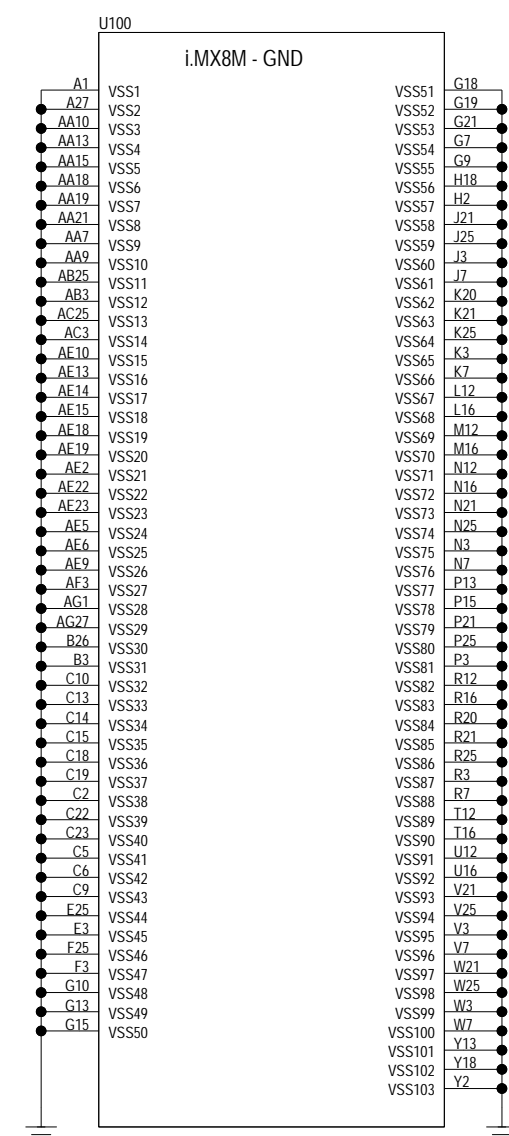 U100
i.MX8M - GND
A1 VSS1 VSS51 G18
A27 VSS2 VSS52 G19
AA10 VSS3 VSS53 G21
AA13 VSS4 VSS54 G7
AA15 VSS5 VSS55 G9
AA18 VSS6 VSS56 H18
AA19 VSS7 VSS57 H2
AA21 VSS8 VSS58 J21
AA7 VSS9 VSS59 J25
AA9 VSS10 VSS60 J3
AB25 VSS11 VSS61 J7
AB3 VSS12 VSS62 K20
AC25 VSS13 VSS63 K21
AC3 VSS14 VSS64 K25
AE10 VSS15 VSS65 K3
AE13 VSS16 VSS66 K7
AE14 VSS17 VSS67 L12
AE15 VSS18 VSS68 L16
AE18 VSS19 VSS69 M12
AE19 VSS20 VSS70 M16
AE2 VSS21 VSS71 N12
AE22 VSS22 VSS72 N16
AE23 VSS23 VSS73 N21
AE5 VSS24 VSS74 N25
AE6 VSS25 VSS75 N3
AE9 VSS26 VSS76 N7
AF3 VSS27 VSS77 P13
AG1 VSS28 VSS78 P15
AG27 VSS29 VSS79 P21
B26 VSS30 VSS80 P25
B3 VSS31 VSS81 P3
C10 VSS32 VSS82 R12
C13 VSS33 VSS83 R16
C14 VSS34 VSS84 R20
C15 VSS35 VSS85 R21
C18 VSS36 VSS86 R25
C19 VSS37 VSS87 R3
C2 VSS38 VSS88 R7
C22 VSS39 VSS89 T12
C23 VSS40 VSS90 T16
C5 VSS41 VSS91 U12
C6 VSS42 VSS92 U16
C9 VSS43 VSS93 V21
E25 VSS44 VSS94 V25
E3 VSS45 VSS95 V3
F25 VSS46 VSS96 V7
F3 VSS47 VSS97 W21
G10 VSS48 VSS98 W25
G13 VSS49 VSS99 W3
G15 VSS50 VSS100 W7
VSS101 Y13
VSS102 Y18
VSS103 Y2